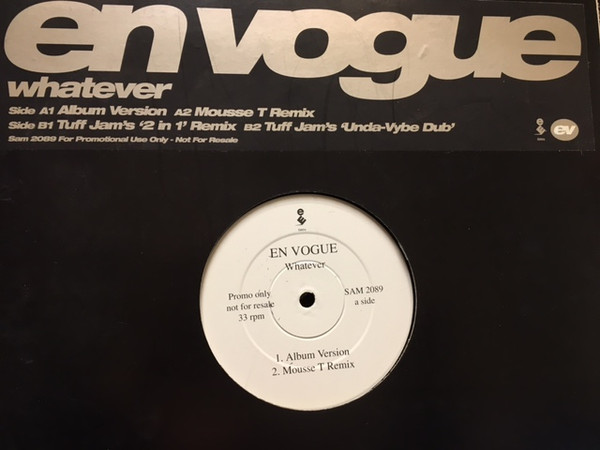 en vogue
whatever
Side A1 Album Version A2 Mousse T Remix
Side B1 Tuff Jam's '2 in 1' Remix B2 Tuff Jam's 'Unda-Vybe Dub'
Sam 2089 For Promotional Use Only - Not For Resale
ev
EN VOGUE
Whatever
Promo only
not for resale
33 rpm
SAM 2089
a side
1. Album Version
2. Mousse T Remix